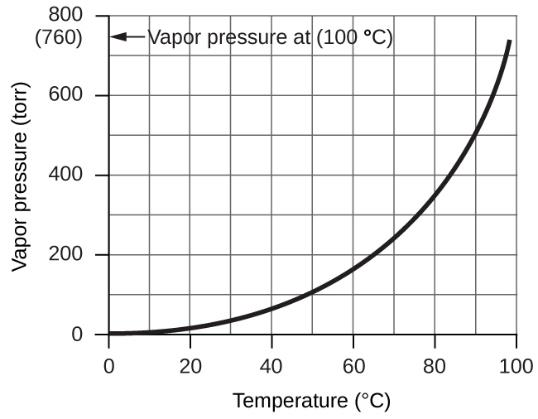 800
(760)
Vapor pressure at (100 °C)
600
400
200
0
Vapor pressure (torr)
0 20 40 60 80 100
Temperature (°C)